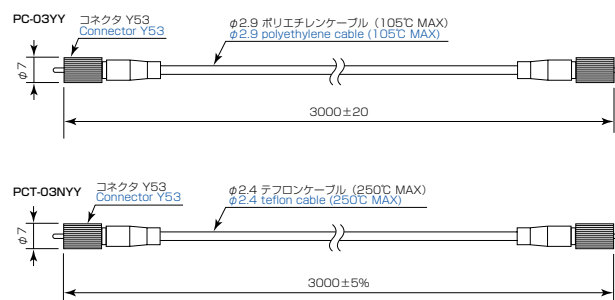 PC-03YY
コネクタ Y53
Connector Y53
φ2.9 ポリエチレンケーブル（105℃ MAX）
φ2.9 polyethylene cable (105℃ MAX)
φ7
3000±20
PCT-03NYY
コネクタ Y53
Connector Y53
φ2.4 テフロンケーブル（250℃ MAX）
φ2.4 teflon cable (250℃ MAX)
φ7
3000±5%